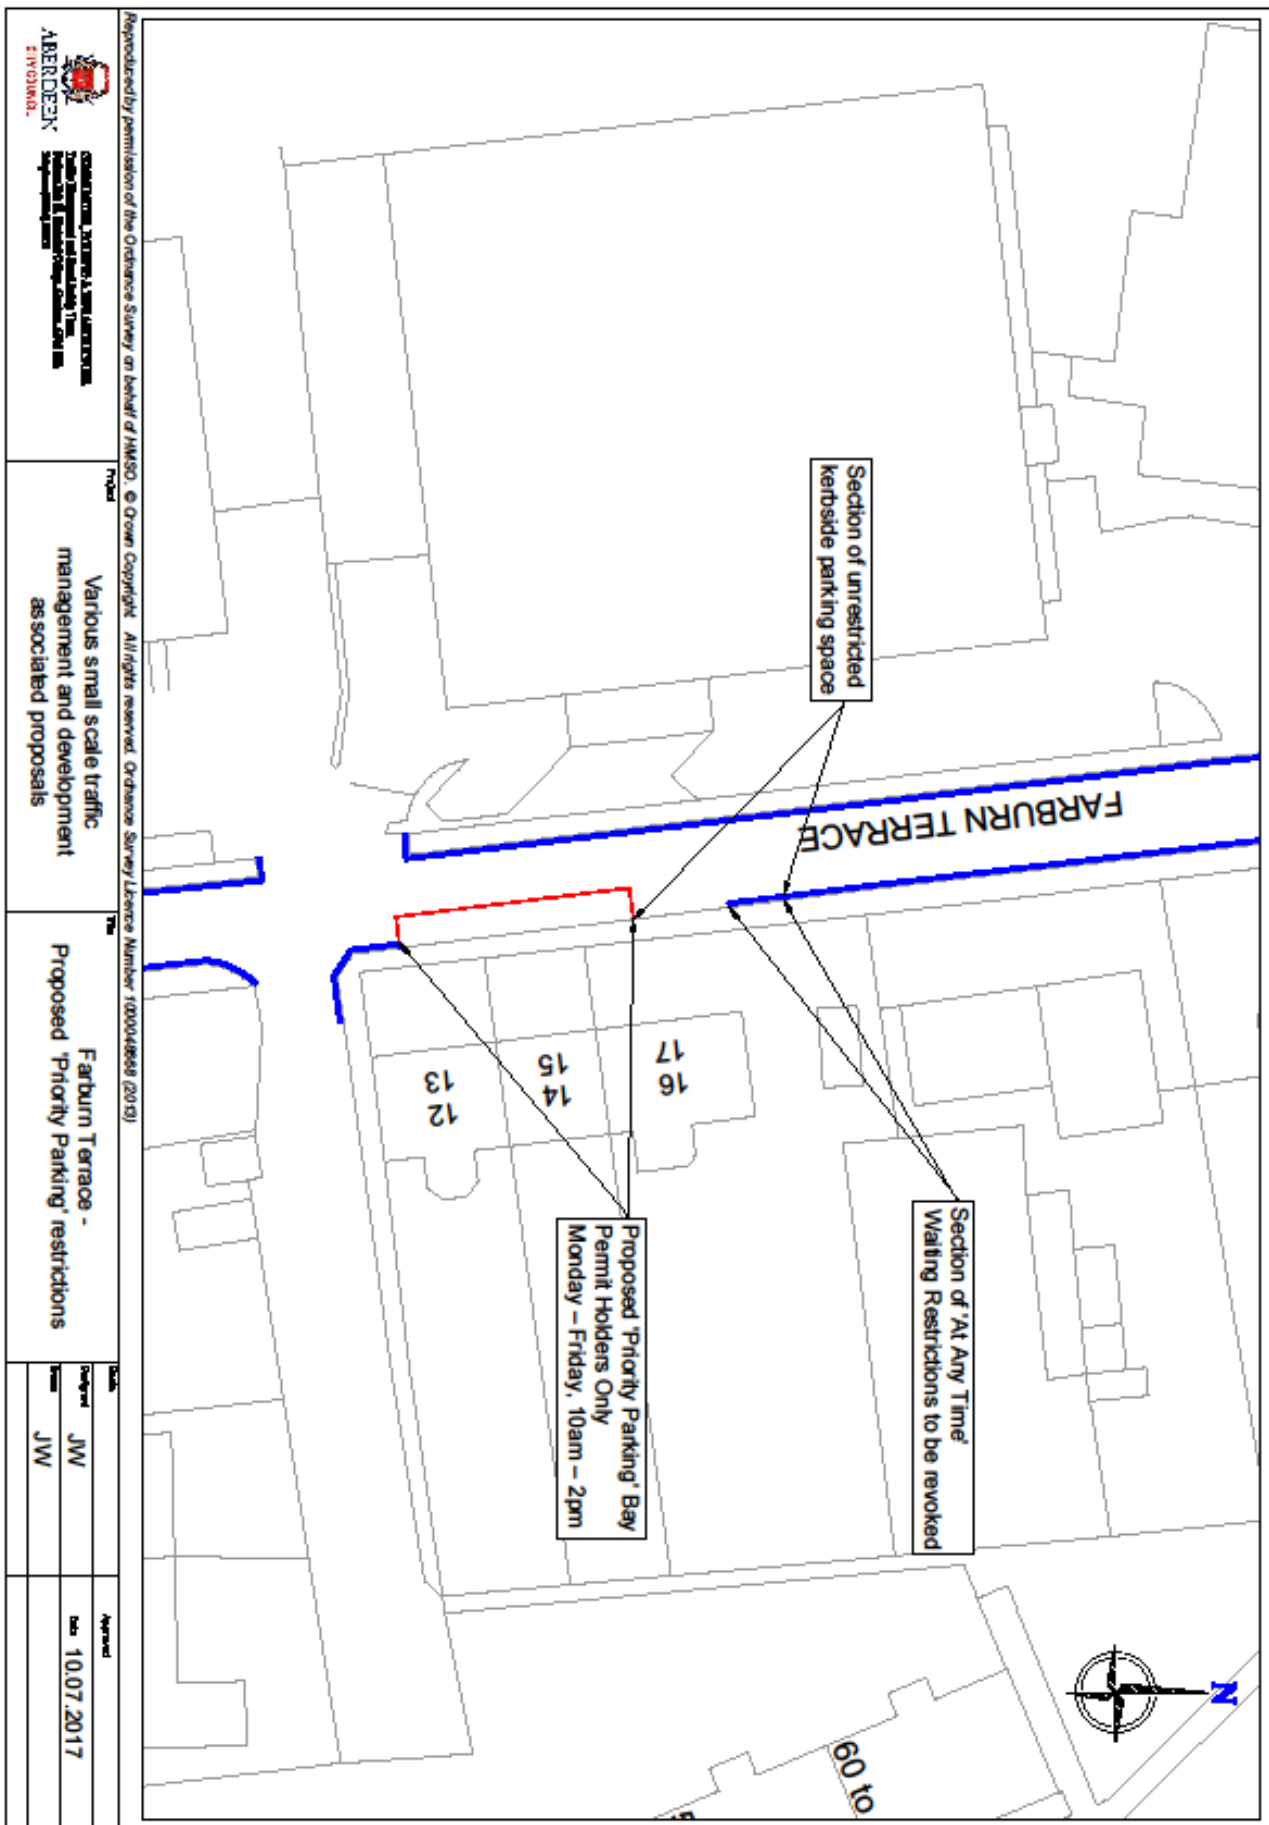 Section of unrestricted
kerbside parking space
FARBURN TERRACE
Section of 'At Any Time'
Waiting Restrictions to be revoked
N
12
13
14
15
16
17
Proposed 'Priority Parking' Bay
Permit Holders Only
Monday – Friday, 10am – 2pm
60 to
Reproduced by permission of the Ordnance Survey on behalf of HMSO. © Crown Copyright. All rights reserved. Ordnance Survey Licence Number 100048668 (2013)
ABERDEEN
CITY COUNCIL
Project
Various small scale traffic
management and development
associated proposals
Title
Farburn Terrace -
Proposed 'Priority Parking' restrictions
Scale
Designed
JW
Drawn
JW
Approved
Date
10.07.2017